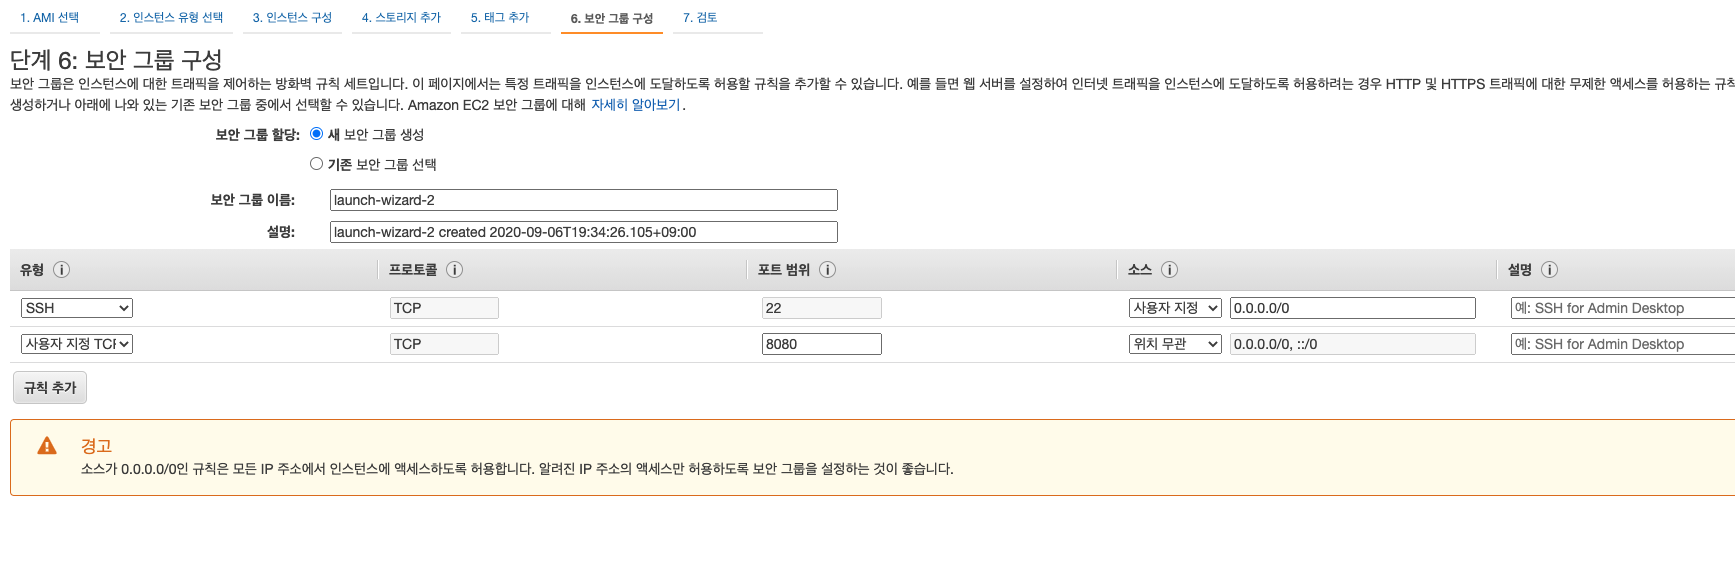 1. AMI 선택 2. 인스턴스 유형 선택 3. 인스턴스 구성 4. 스토리지 추가 5. 태그 추가 6. 보안 그룹 구성 7. 검토
단계 6: 보안 그룹 구성
보안 그룹은 인스턴스에 대한 트래픽을 제어하는 방화벽 규칙 세트입니다. 이 페이지에서는 특정 트래픽을 인스턴스에 도달하도록 허용할 규칙을 추가할 수 있습니다. 예를 들면 웹 서버를 설정하여 인터넷 트래픽을 인스턴스에 도달하도록 허용하려는 경우 HTTP 및 HTTPS 트래픽에 대한 무제한 액세스를 허용하는 규칙
생성하거나 아래에 나와 있는 기존 보안 그룹 중에서 선택할 수 있습니다. Amazon EC2 보안 그룹에 대해 자세히 알아보기.
보안 그룹 할당: 새 보안 그룹 생성
기존 보안 그룹 선택
보안 그룹 이름: launch-wizard-2
설명: launch-wizard-2 created 2020-09-06T19:34:26.105+09:00
유형 프로토콜 포트 범위 소스 설명
SSH TCP 22 사용자 지정 0.0.0.0/0 예: SSH for Admin Desktop
사용자 지정 TCP TCP 8080 위치 무관 0.0.0.0/0, ::/0 예: SSH for Admin Desktop
규칙 추가
경고
소스가 0.0.0.0/0인 규칙은 모든 IP 주소에서 인스턴스에 액세스하도록 허용합니다. 알려진 IP 주소의 액세스만 허용하도록 보안 그룹을 설정하는 것이 좋습니다.